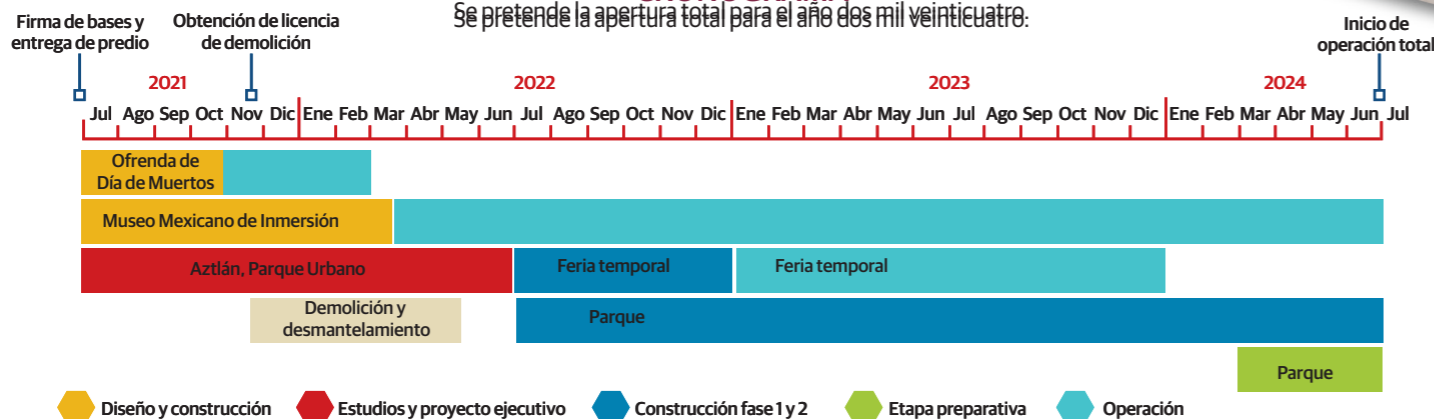 Se pretende la apertura total para el año dos mil veinticuatro.
Firma de bases y
entrega de predio
Obtención de licencia
de demolición
Inicio de
operación total
2021 2022 2023 2024
Jul Ago Sep Oct Nov Dic Ene Feb Mar Abr May Jun Jul Ago Sep Oct Nov Dic Ene Feb Mar Abr May Jun Jul Ago Sep Oct Nov Dic Ene Feb Mar Abr May Jun Jul
Ofrenda de
Día de Muertos
Museo Mexicano de Inmersión
Aztlán, Parque Urbano Feria temporal Feria temporal
Demolición y
desmantelamiento
Parque
Parque
Diseño y construcción Estudios y proyecto ejecutivo Construcción fase 1 y 2 Etapa preparativa Operación